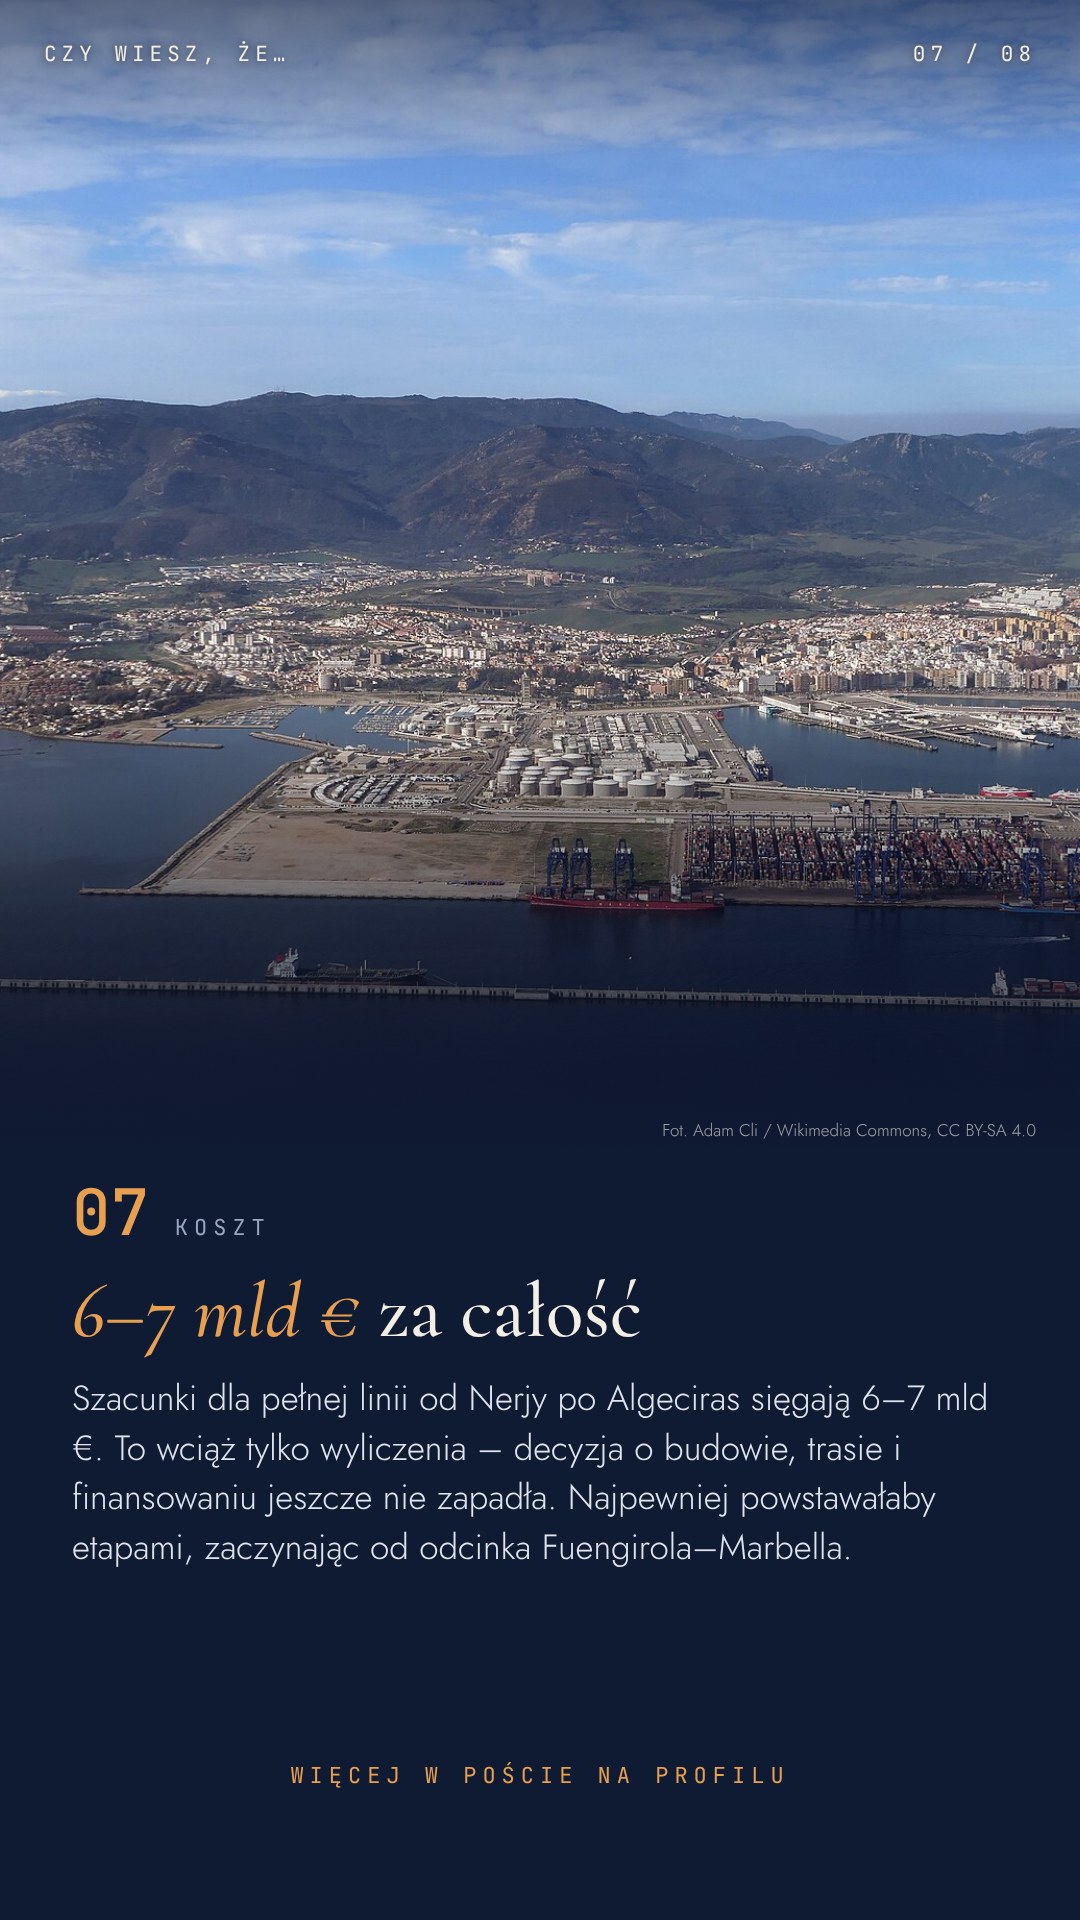 CZY WIESZ, ŻE…
07 / 08
Fot. Adam Cli / Wikimedia Commons, CC BY-SA 4.0
07 KOSZT
6–7 mld € za całość
Szacunki dla pełnej linii od Nerjy po Algeciras sięgają 6–7 mld
€. To wciąż tylko wyliczenia – decyzja o budowie, trasie i
finansowaniu jeszcze nie zapadła. Najpewniej powstawałaby
etapami, zaczynając od odcinka Fuengirola–Marbella.
WIĘCEJ W POŚCIE NA PROFILU